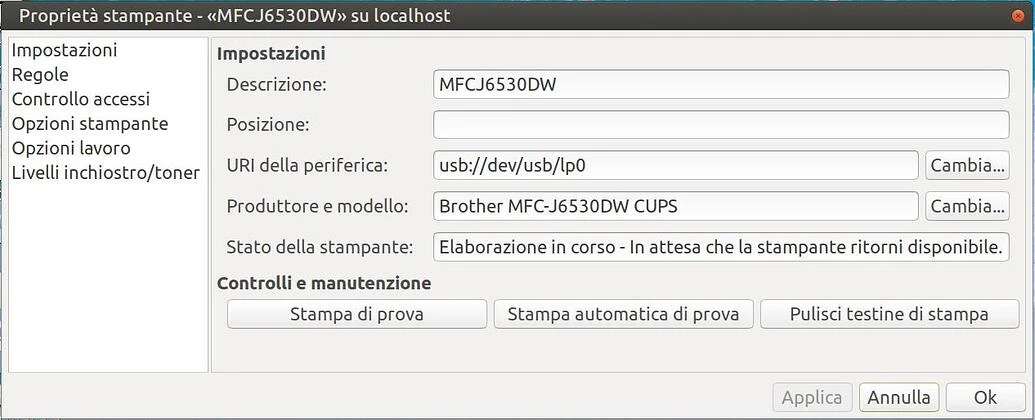 Proprietà stampante - «MFCJ6530DW» su localhost
Impostazioni
Regole
Controllo accessi
Opzioni stampante
Opzioni lavoro
Livelli inchiostro/toner
Impostazioni
Descrizione: MFCJ6530DW
Posizione:
URI della periferica: usb://dev/usb/lp0 Cambia...
Produttore e modello: Brother MFC-J6530DW CUPS Cambia...
Stato della stampante: Elaborazione in corso - In attesa che la stampante ritorni disponibile.
Controlli e manutenzione
Stampa di prova Stampa automatica di prova Pulisci testine di stampa
Applica Annulla Ok